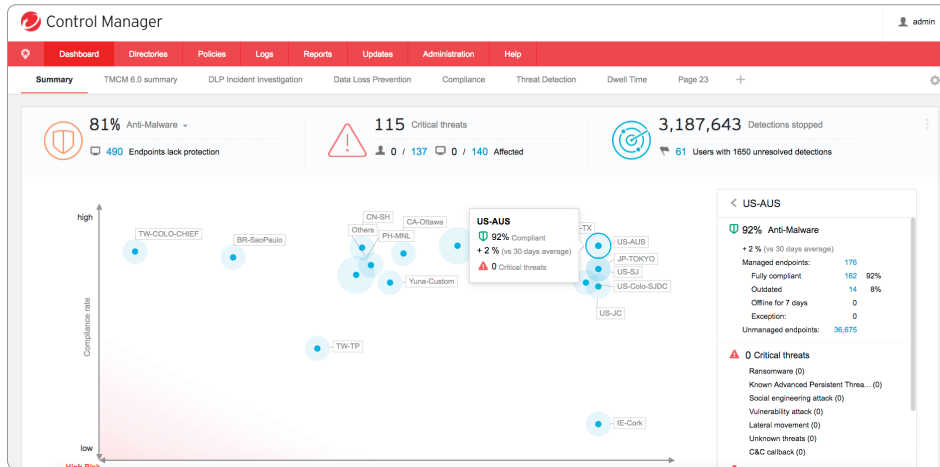 Control Manager
admin
Dashboard Directories Policies Logs Reports Updates Administration Help
Summary TMCM 6.0 summary DLP Incident Investigation Data Loss Prevention Compliance Threat Detection Dwell Time Page 23 +
81% Anti-Malware
490 Endpoints lack protection
115 Critical threats
0 / 137 0 / 140 Affected
3,187,643 Detections stopped
61 Users with 1650 unresolved detections
high
Compliance rate
low
High Risk
TW-COLO-CHIEF
BR-SaoPaulo
CN-SH
Others
PH-MNL
CA-Ottawa
Yuna-Custom
TW-TP
US-AUS
92% Compliant
+ 2 % (vs 30 days average)
0 Critical threats
-TX
US-AUS
JP-TOKYO
US-SJ
US-Colo-SJDC
US-JC
IE-Cork
US-AUS
92% Anti-Malware
+ 2 % (vs 30 days average)
Managed endpoints: 176
Fully compliant 162 92%
Outdated 14 8%
Offline for 7 days 0
Exception: 0
Unmanaged endpoints: 36,675
0 Critical threats
Ransomware (0)
Known Advanced Persistent Threa... (0)
Social engineering attack (0)
Vulnerability attack (0)
Lateral movement (0)
Unknown threats (0)
C&C callback (0)